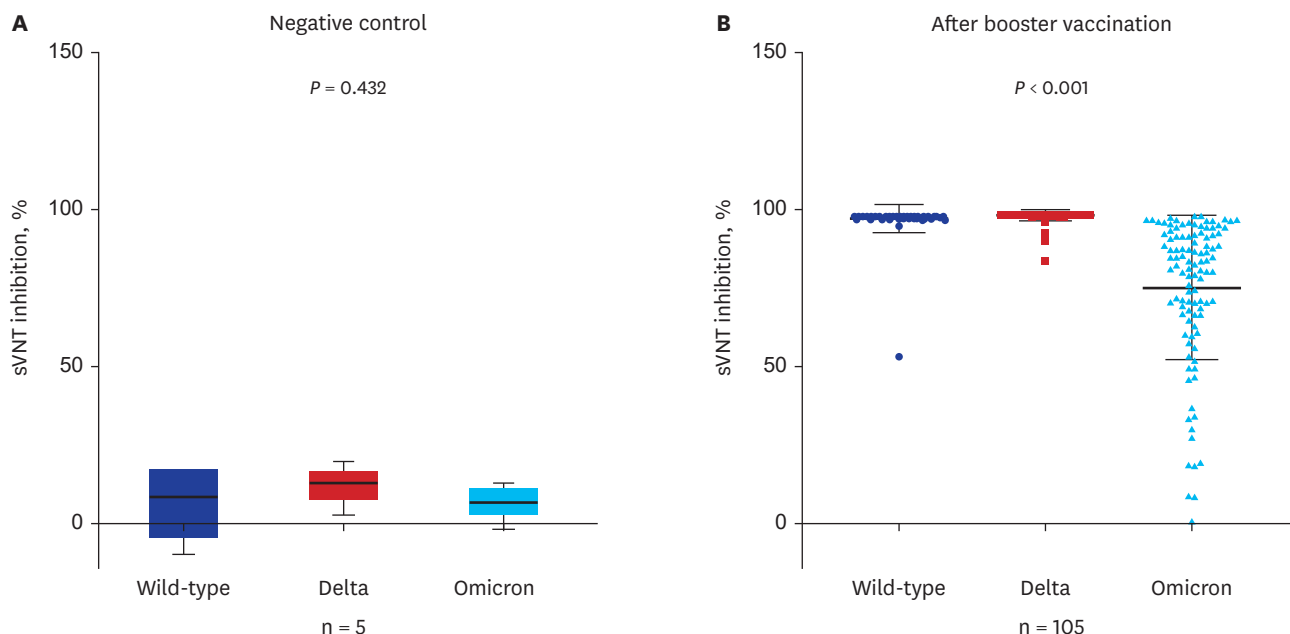 A
Negative control
150
P = 0.432
100
sVNT inhibition, %
50
0
Wild-type
Delta
Omicron
n = 5
B
After booster vaccination
150
P < 0.001
100
sVNT inhibition, %
50
0
Wild-type
Delta
Omicron
n = 105